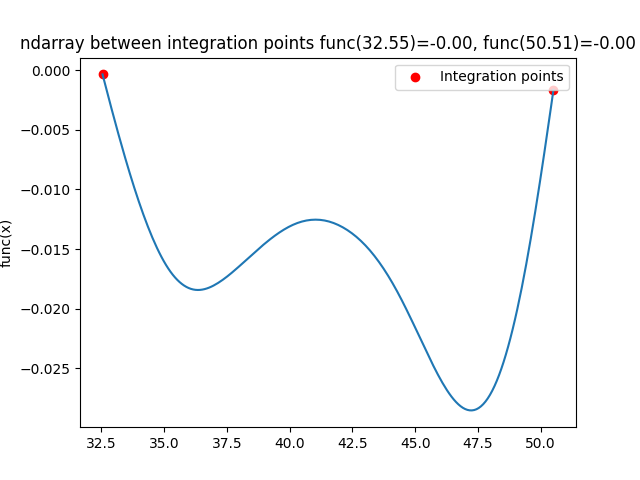 ndarray between integration points func(32.55)=-0.00, func(50.51)=-0.00
Integration points
func(x)
0.000
−0.005
−0.010
−0.015
−0.020
−0.025
32.5 35.0 37.5 40.0 42.5 45.0 47.5 50.0